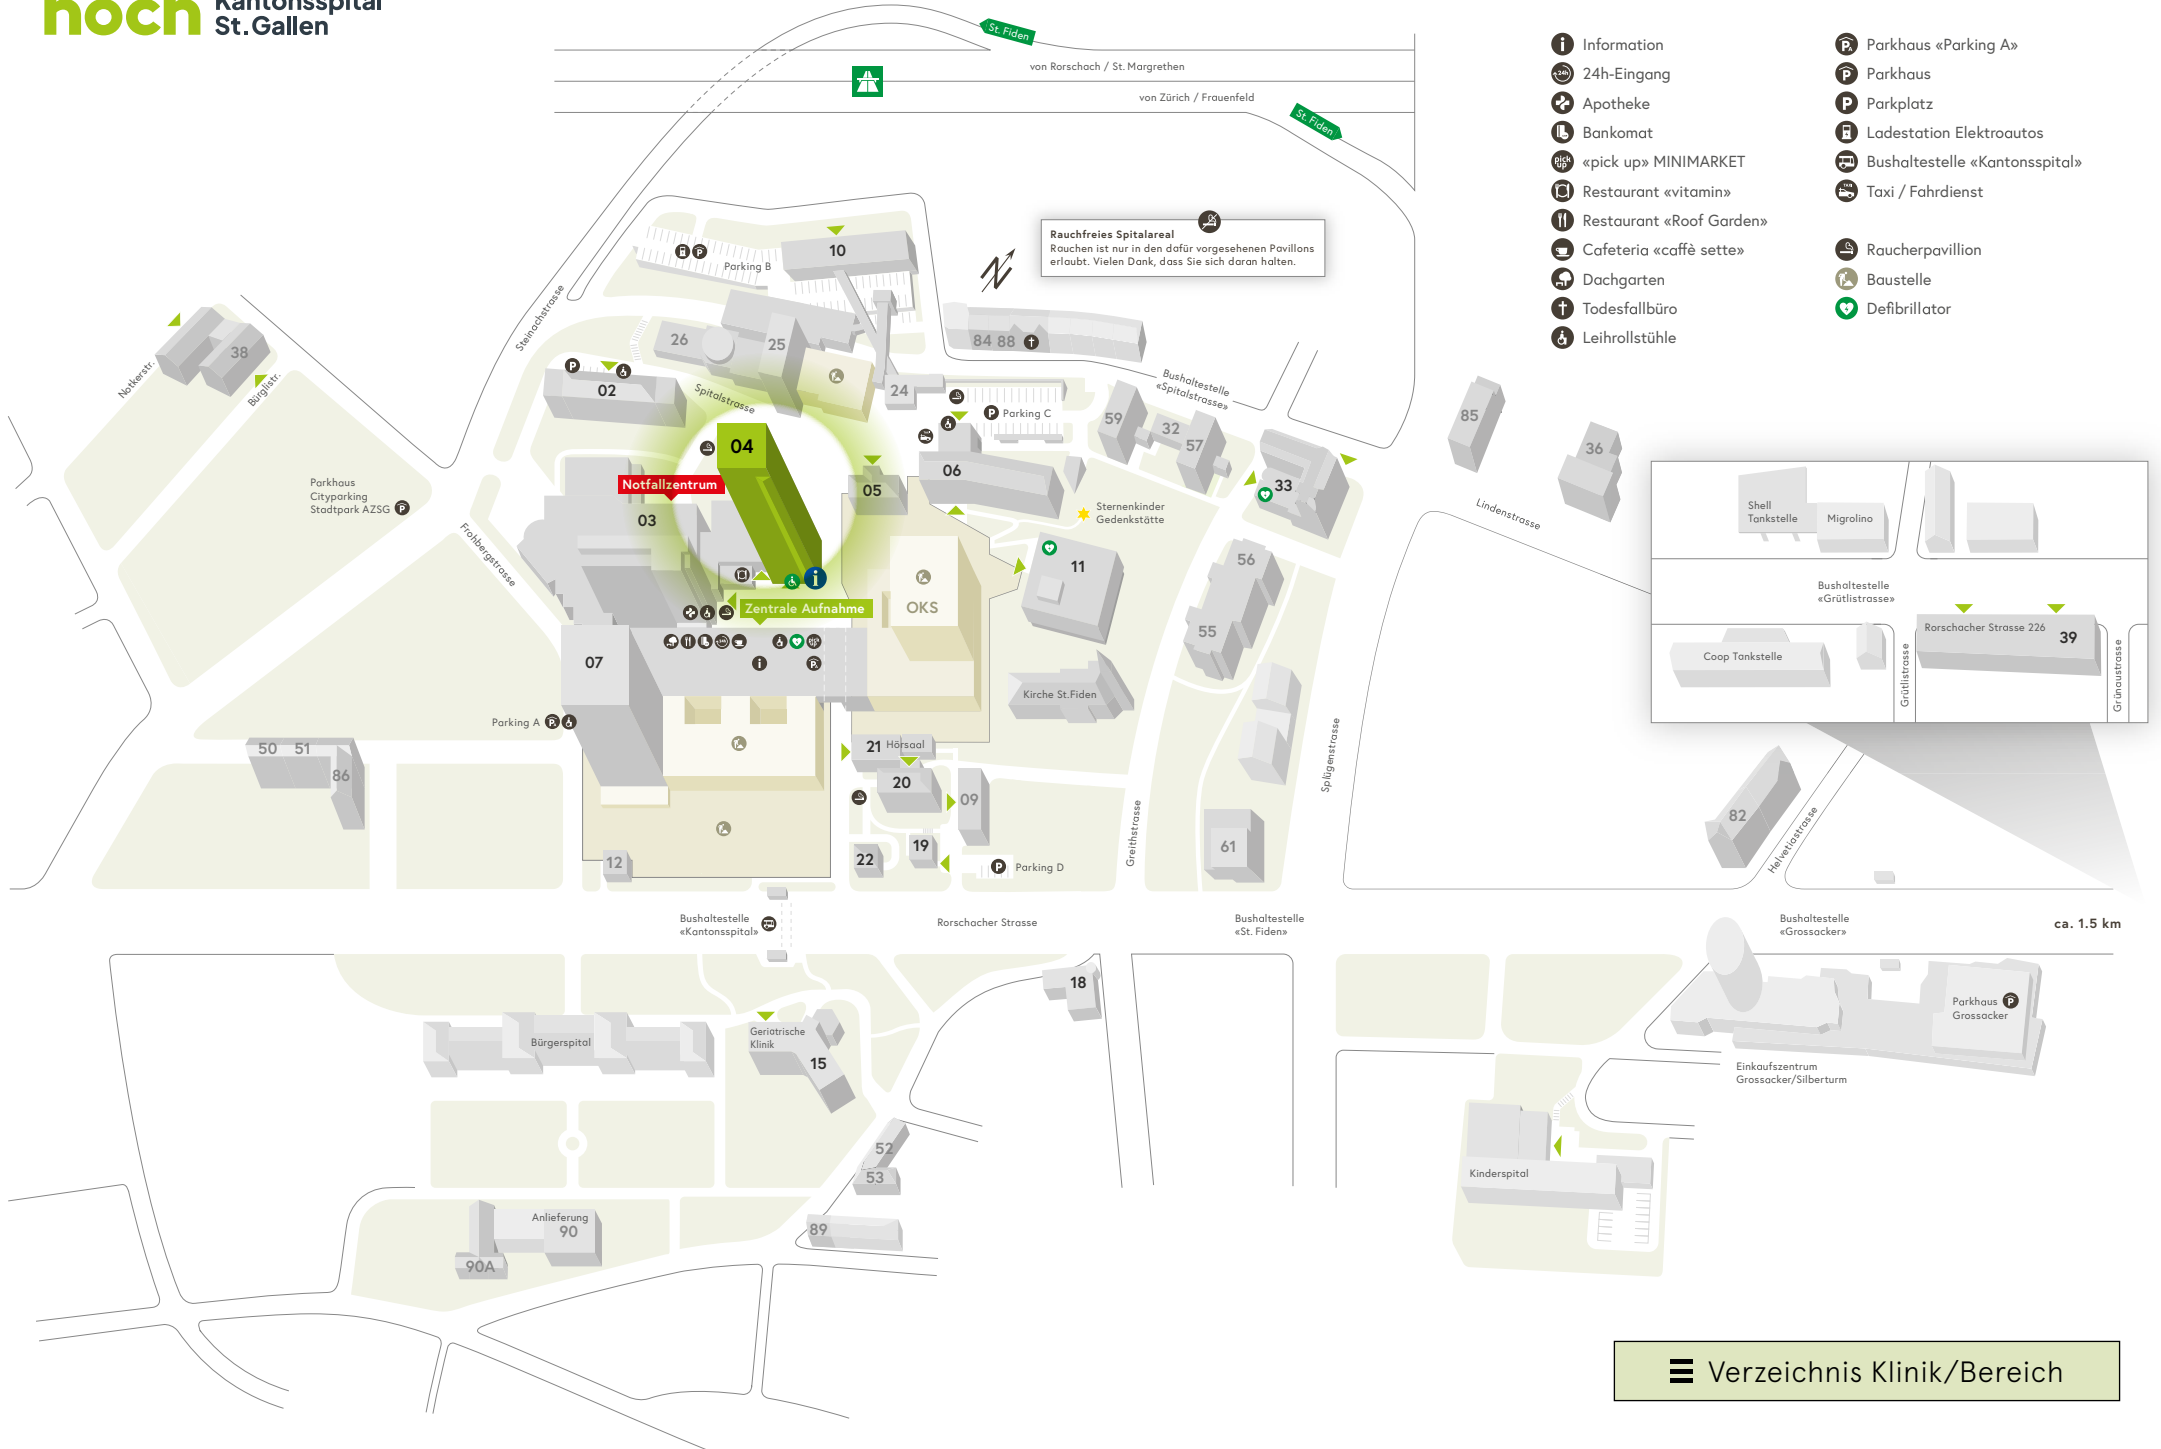 noch
Kantonsspital
St.Gallen
St. Fiden
von Rorschach / St. Margrethen
von Zürich / Frauenfeld
St. Fiden
Information
24h-Eingang
Apotheke
Bankomat
«pick up» MINIMARKET
Restaurant «vitamin»
Restaurant «Roof Garden»
Cafeteria «caffè sette»
Dachgarten
Todesfallbüro
Leihrollstühle
Parkhaus «Parking A»
Parkhaus
Parkplatz
Ladestation Elektroautos
Bushaltestelle «Kantonsspital»
Taxi / Fahrdienst
Raucherpavillion
Baustelle
Defibrillator
Rauchfreies Spitalareal
Rauchen ist nur in den dafür vorgesehenen Pavillons
erlaubt. Vielen Dank, dass Sie sich daran halten.
N
Parking B
10
Steinachstrasse
26
25
84 88
38
Notkerstr.
Bürglistr.
02
Spitalstrasse
24
Bushaltestelle
«Spitalstrasse»
Parking C
59
32
57
85
36
04
06
05
33
Notfallzentrum
03
Parkhaus
Cityparking
Stadtpark AZSG
Frohbergstrasse
Sternenkinder
Gedenkstätte
Lindenstrasse
11
56
55
OKS
Zentrale Aufnahme
07
Kirche St.Fiden
Parking A
21 Hörsaal
20
09
50 51
86
12
22
19
Parking D
61
Greithstrasse
Splügenstrasse
82
Helvetiastrasse
Shell
Tankstelle
Migrolino
Bushaltestelle
«Grütlistrasse»
Rorschacher Strasse 226
39
Coop Tankstelle
Grütlistrasse
Grünaustrasse
Bushaltestelle
«Kantonsspital»
Rorschacher Strasse
Bushaltestelle
«St. Fiden»
Bushaltestelle
«Grossacker»
ca. 1.5 km
18
Parkhaus
Grossacker
Bürgerspital
Geriatrische
Klinik
15
Einkaufszentrum
Grossacker/Silberturm
52
53
Kinderspital
89
Anlieferung
90
90A
Verzeichnis Klinik/Bereich